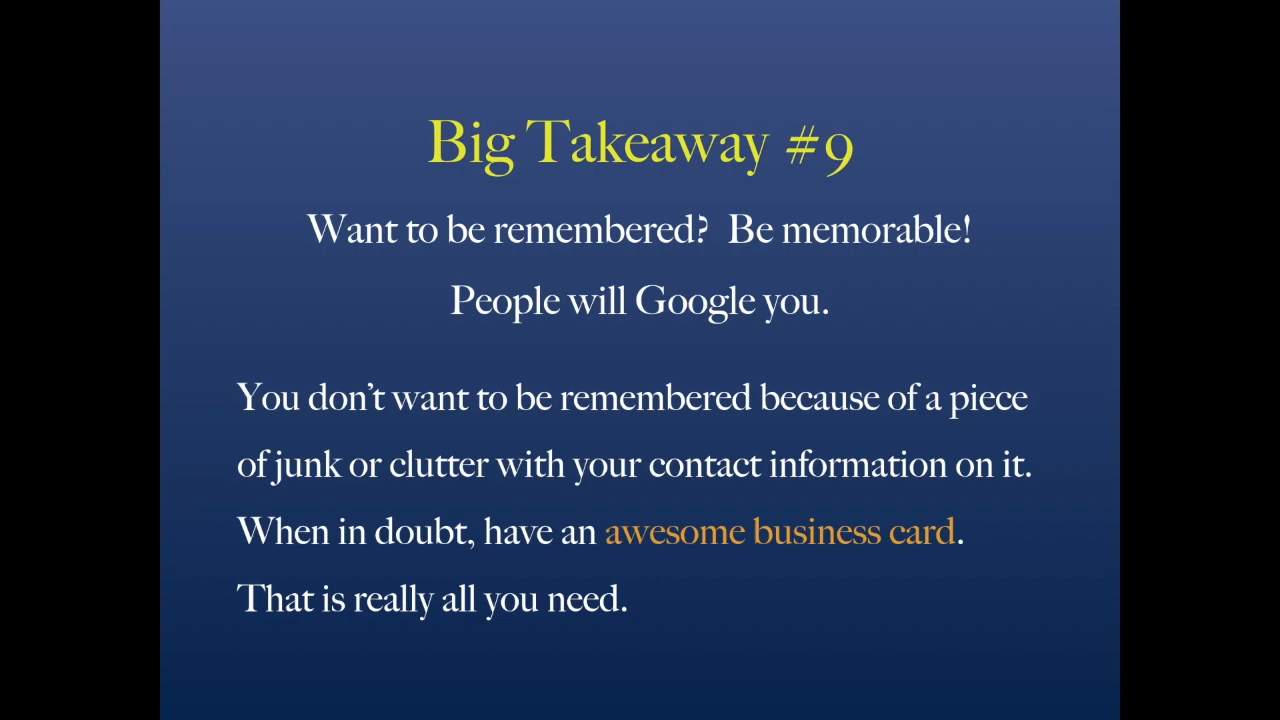 Big Takeaway #9
Want to be remembered?  Be memorable!
People will Google you.
You don't want to be remembered because of a piece
of junk or clutter with your contact information on it.
When in doubt, have an awesome business card.
That is really all you need.